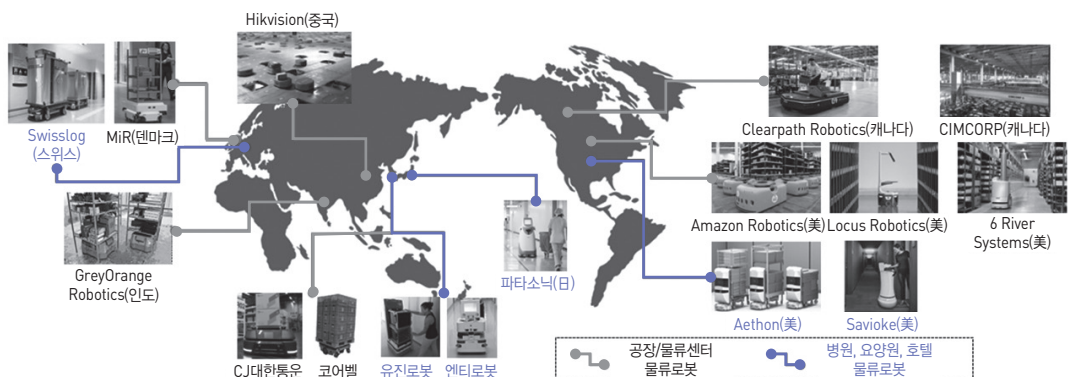 Hikvision(중국)
Swisslog
(스위스)
MiR(덴마크)
Clearpath Robotics(캐나다)
CIMCORP(캐나다)
GreyOrange
Robotics(인도)
파타소닉(日)
Amazon Robotics(美)
Locus Robotics(美)
6 River
Systems(美)
Aethon(美)
Savioke(美)
CJ대한통운
코어벨
유진로봇
엔티로봇
공장/물류센터
물류로봇
병원, 요양원, 호텔
물류로봇